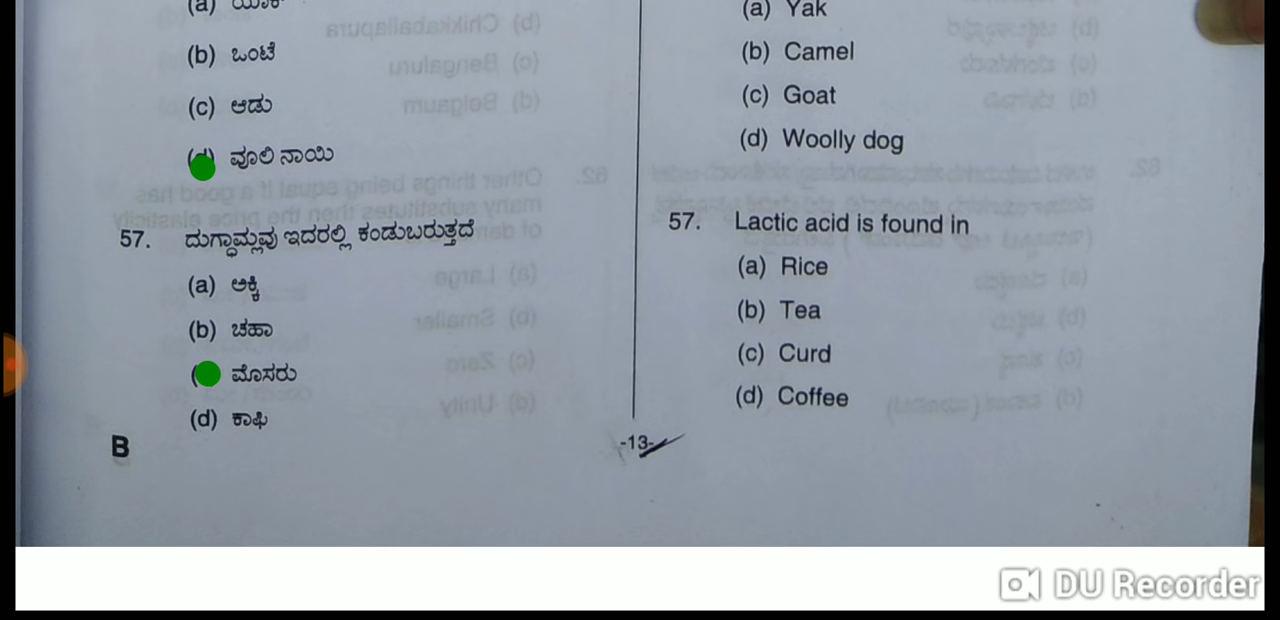 (a) ಯಾಕ್
(b) ಒಂಟೆ
(c) ಆಡು
ವೂಲಿ ನಾಯಿ
57. ದುಗ್ಧಾಮ್ಲವು ಇದರಲ್ಲಿ ಕಂಡುಬರುತ್ತದೆ
(a) ಅಕ್ಕಿ
(b) ಚಹಾ
ಮೊಸರು
(d) ಕಾಫಿ
B
(a) Yak
(b) Camel
(c) Goat
(d) Woolly dog
57. Lactic acid is found in
(a) Rice
(b) Tea
(c) Curd
(d) Coffee
-13-
DU Recorder